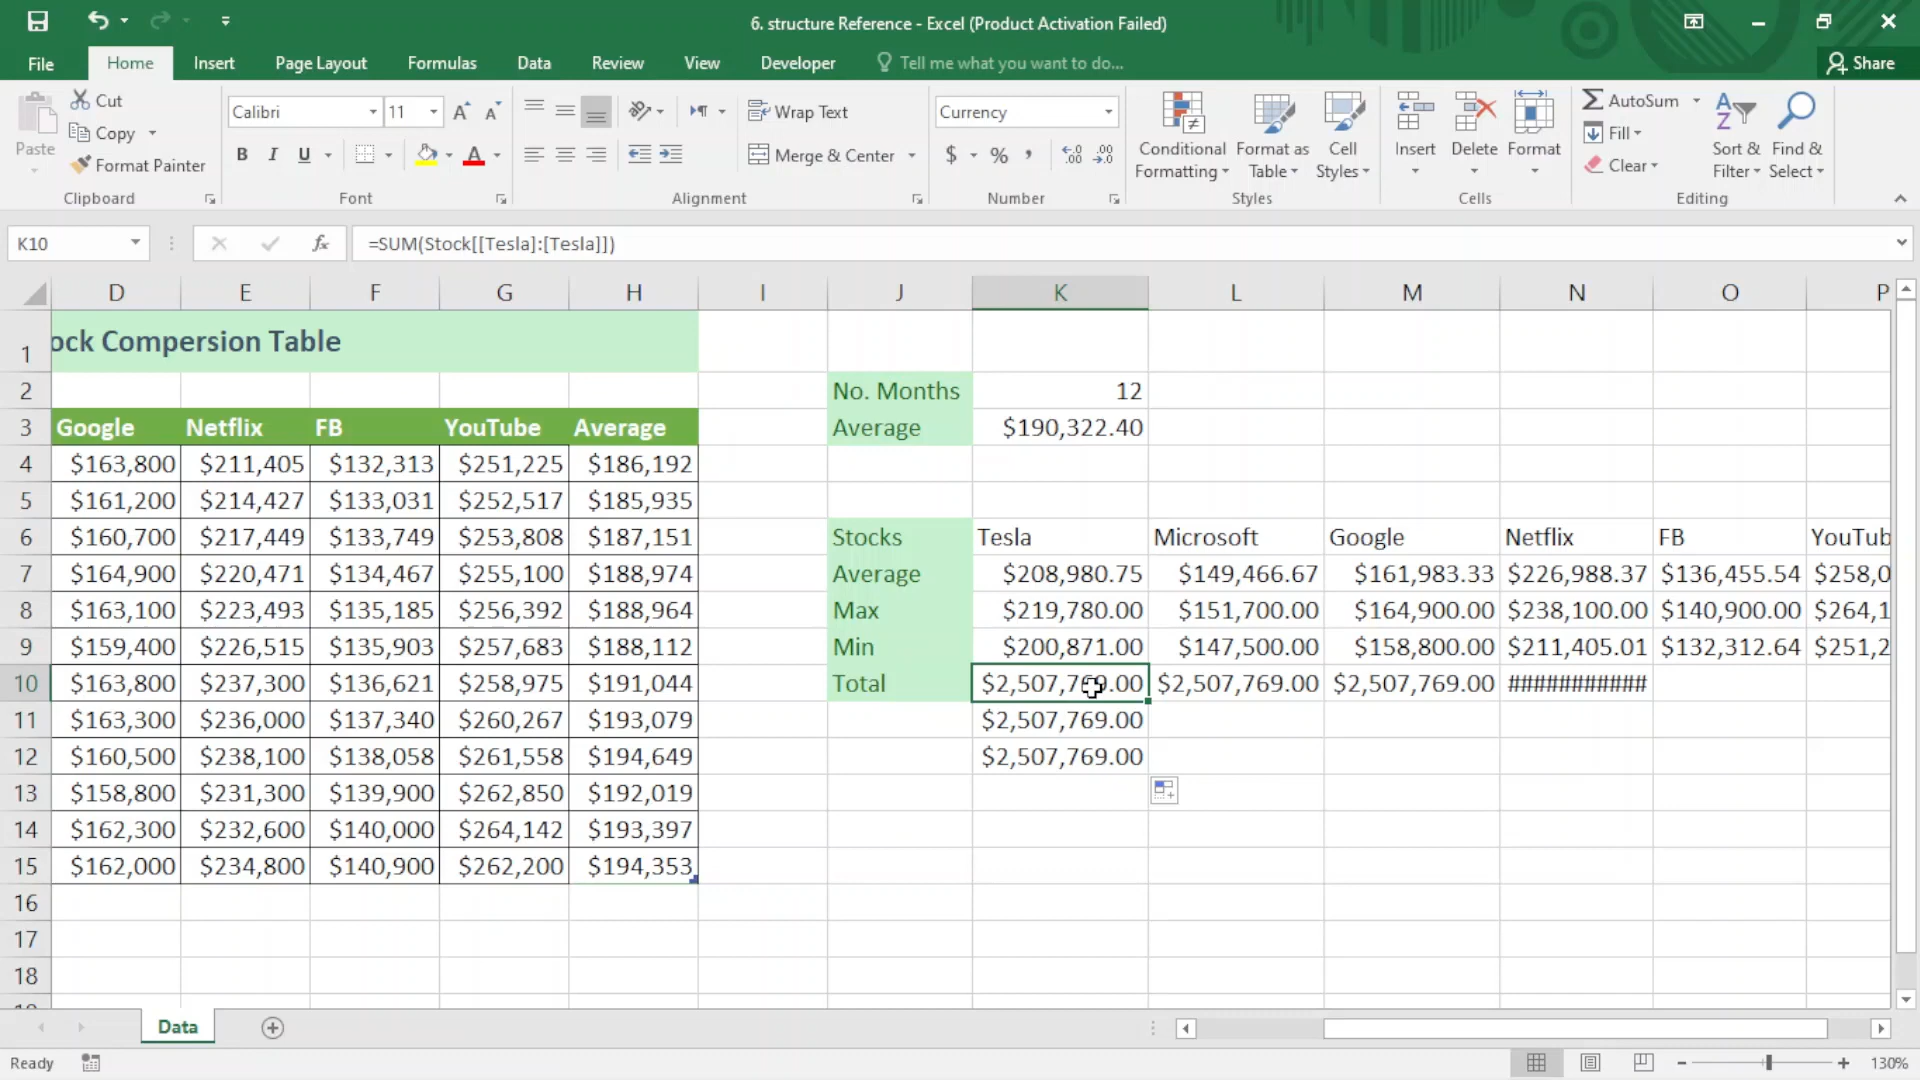 6. structure Reference - Excel (Product Activation Failed)
File Home Insert Page Layout Formulas Data Review View Developer Tell me what you want to do... Share
Paste Cut Copy Format Painter Clipboard
Calibri 11 B I U A Font
Wrap Text Merge & Center Alignment
Currency $ % , Number
Conditional Formatting Format as Table Cell Styles Styles
Insert Delete Format Cells
AutoSum Fill Clear Sort & Filter Find & Select Editing
K10 fx =SUM(Stock[[Tesla]:[Tesla]])
D E F G H I J K L M N O P
1 ock Compersion Table
2 No. Months 12
3 Google Netflix FB YouTube Average Average $190,322.40
4 $163,800 $211,405 $132,313 $251,225 $186,192
5 $161,200 $214,427 $133,031 $252,517 $185,935
6 $160,700 $217,449 $133,749 $253,808 $187,151 Stocks Tesla Microsoft Google Netflix FB YouTub
7 $164,900 $220,471 $134,467 $255,100 $188,974 Average $208,980.75 $149,466.67 $161,983.33 $226,988.37 $136,455.54 $258,0
8 $163,100 $223,493 $135,185 $256,392 $188,964 Max $219,780.00 $151,700.00 $164,900.00 $238,100.00 $140,900.00 $264,1
9 $159,400 $226,515 $135,903 $257,683 $188,112 Min $200,871.00 $147,500.00 $158,800.00 $211,405.01 $132,312.64 $251,2
10 $163,800 $237,300 $136,621 $258,975 $191,044 Total $2,507,769.00 $2,507,769.00 $2,507,769.00 ###########
11 $163,300 $236,000 $137,340 $260,267 $193,079 $2,507,769.00
12 $160,500 $238,100 $138,058 $261,558 $194,649 $2,507,769.00
13 $158,800 $231,300 $139,900 $262,850 $192,019
14 $162,300 $232,600 $140,000 $264,142 $193,397
15 $162,000 $234,800 $140,900 $262,200 $194,353
16
17
18
Data
Ready 130%